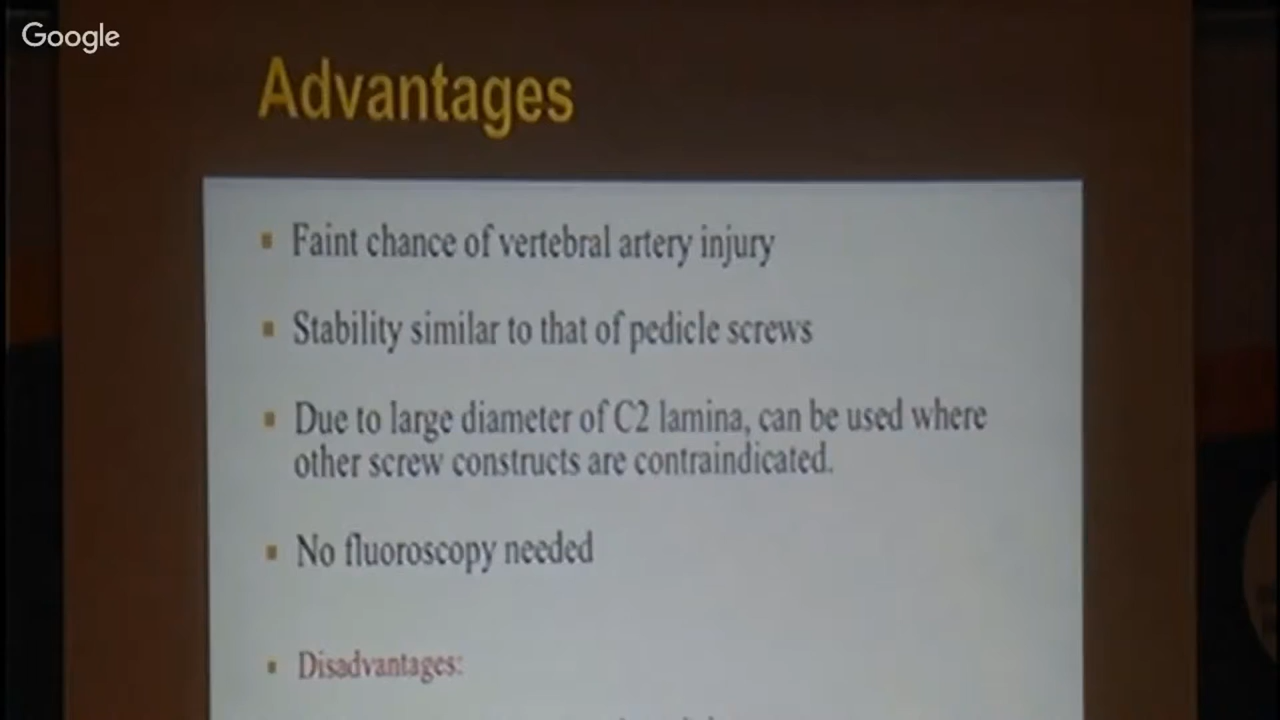 Google
Advantages
Faint chance of vertebral artery injury
Stability similar to that of pedicle screws
Due to large diameter of C2 lamina, can be used where
other screw constructs are contraindicated.
No fluoroscopy needed
Disadvantages: